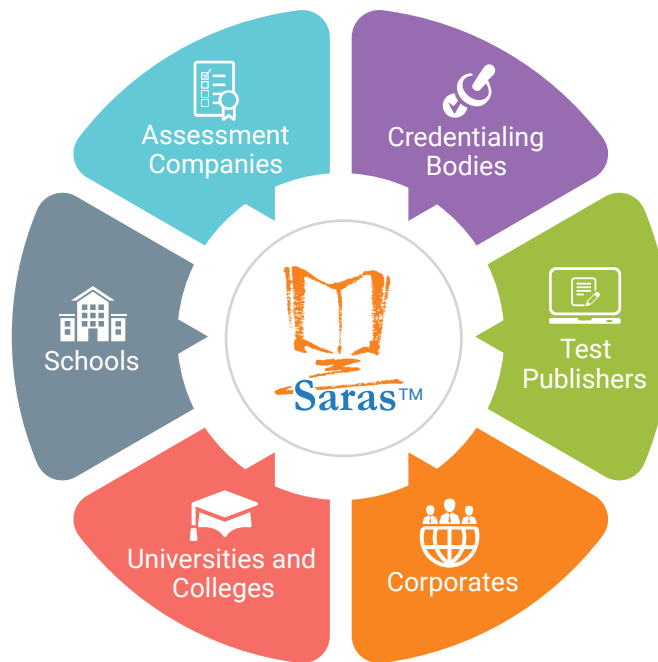 Assessment
Companies
Credentialing
Bodies
Schools
Saras™
Test
Publishers
Universities and
Colleges
Corporates